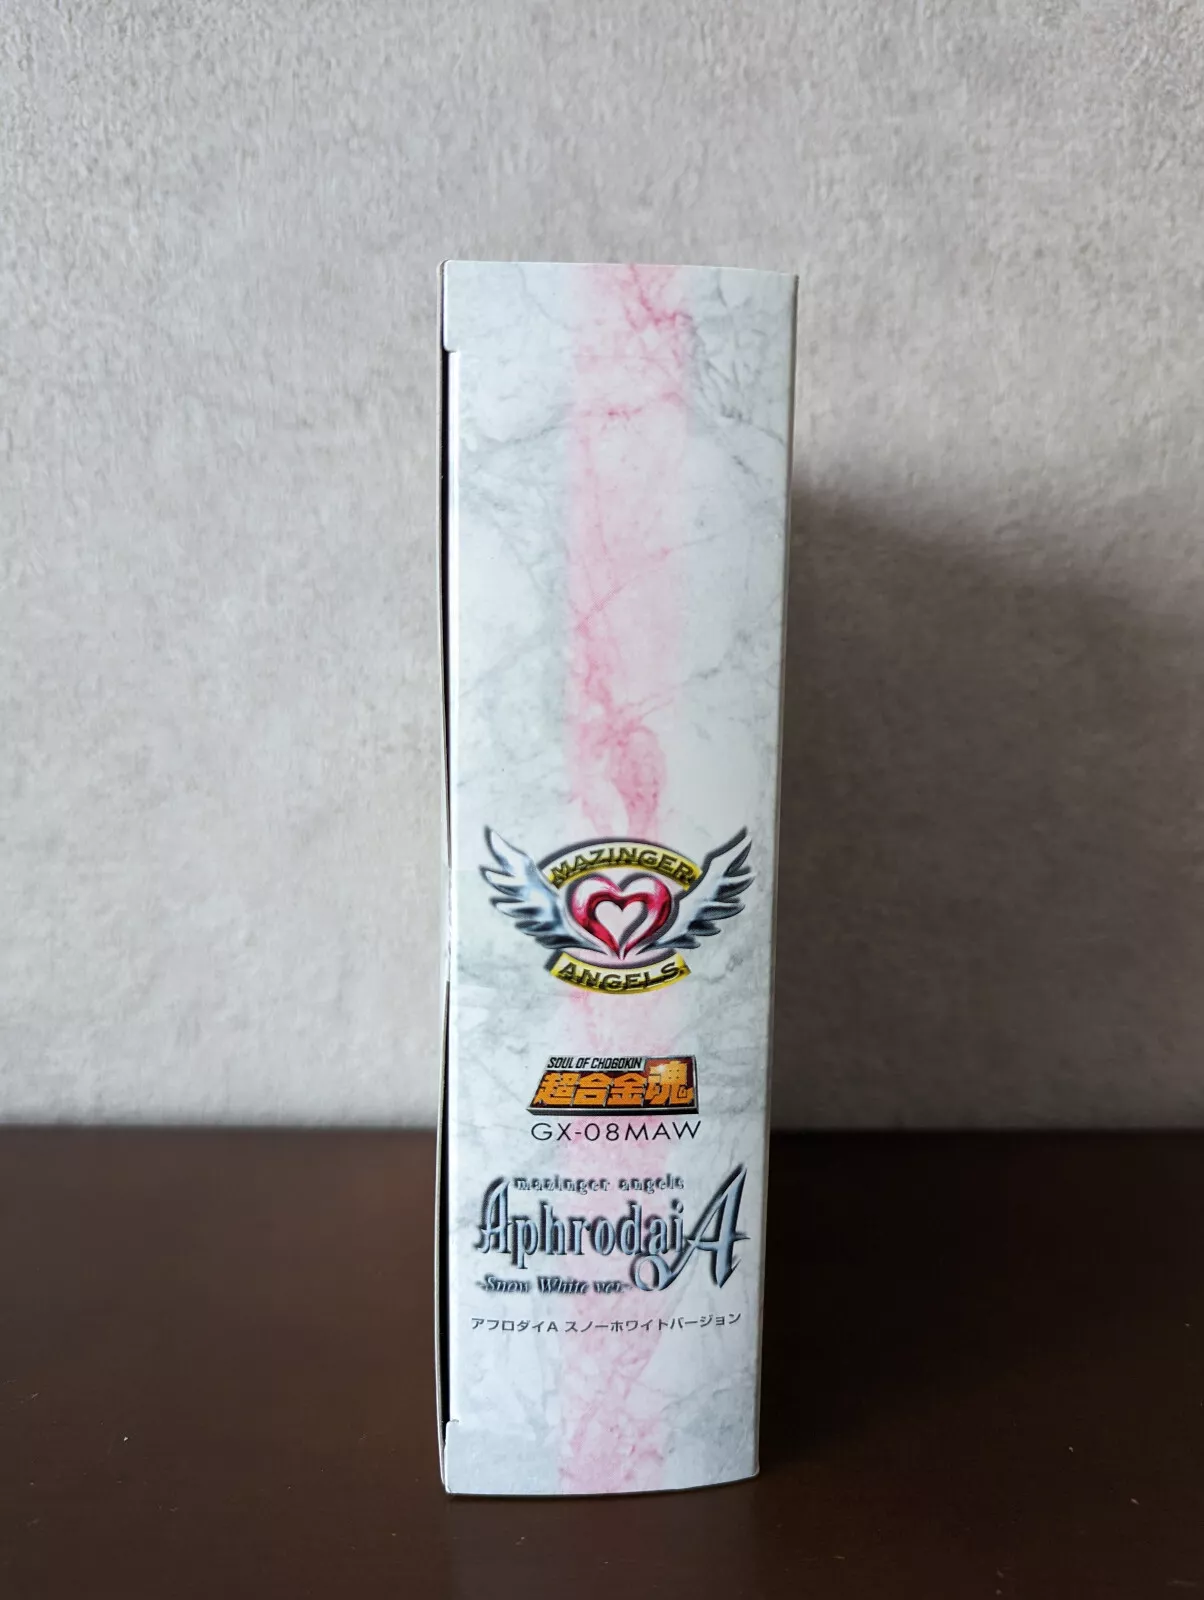 MAZINGER
ANGELS
SOUL OF CHOGOKIN
超合金魂
GX-08MAW
mazinger angels
Aphrodai A
-Snow White ver.-
アフロダイA スノーホワイトバージョン